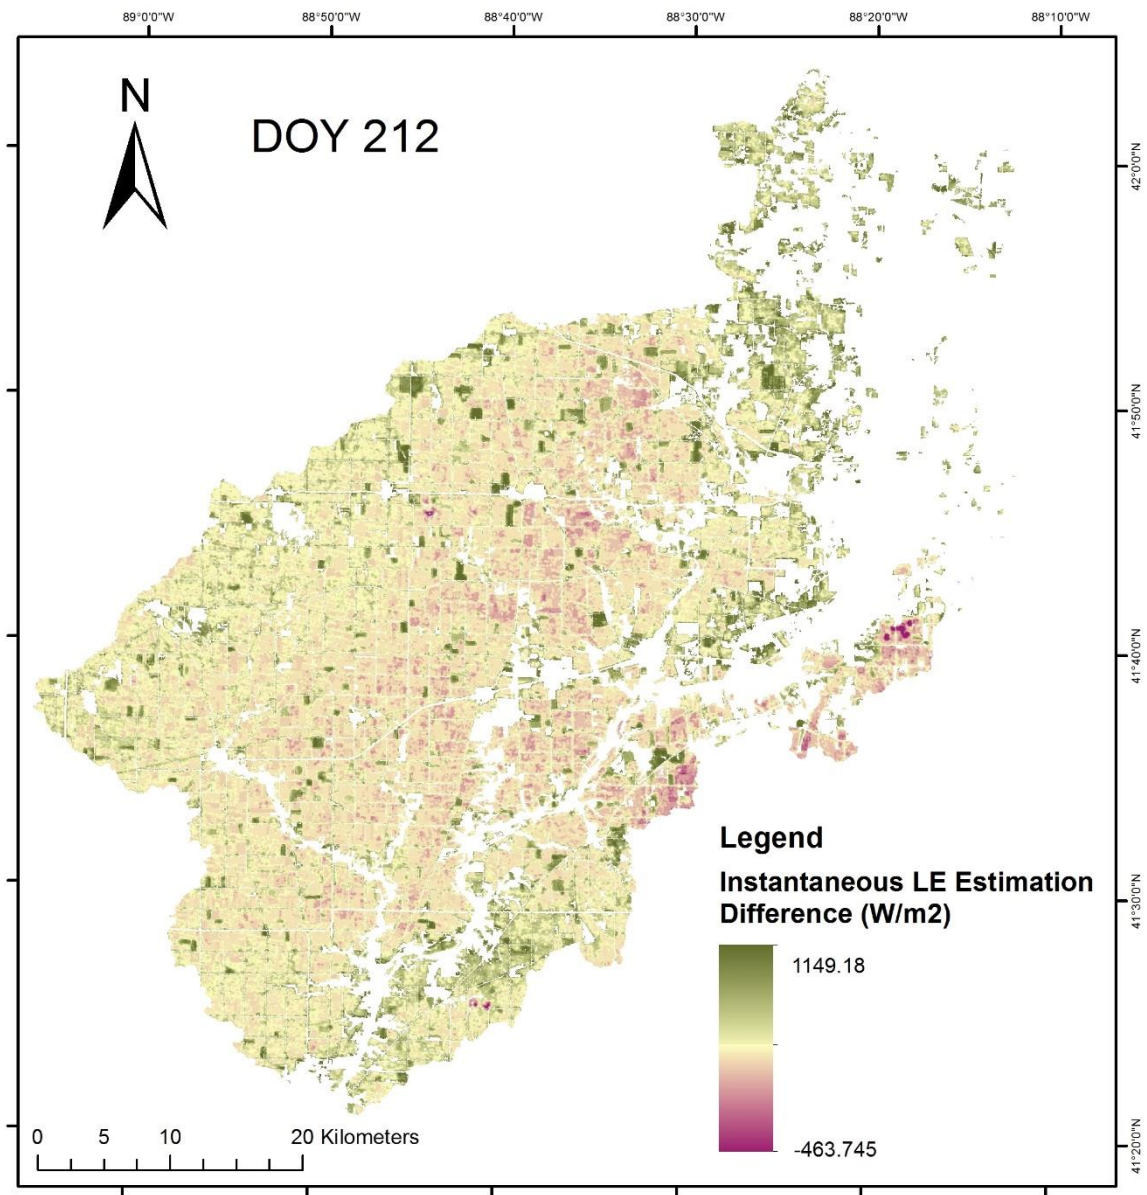 89°0'0"W 88°50'0"W 88°40'0"W 88°30'0"W 88°20'0"W 88°10'0"W
N
DOY 212
42°0'0"N
41°50'0"N
41°40'0"N
41°30'0"N
41°20'0"N
Legend
Instantaneous LE Estimation
Difference (W/m2)
1149.18
-463.745
0 5 10 20 Kilometers